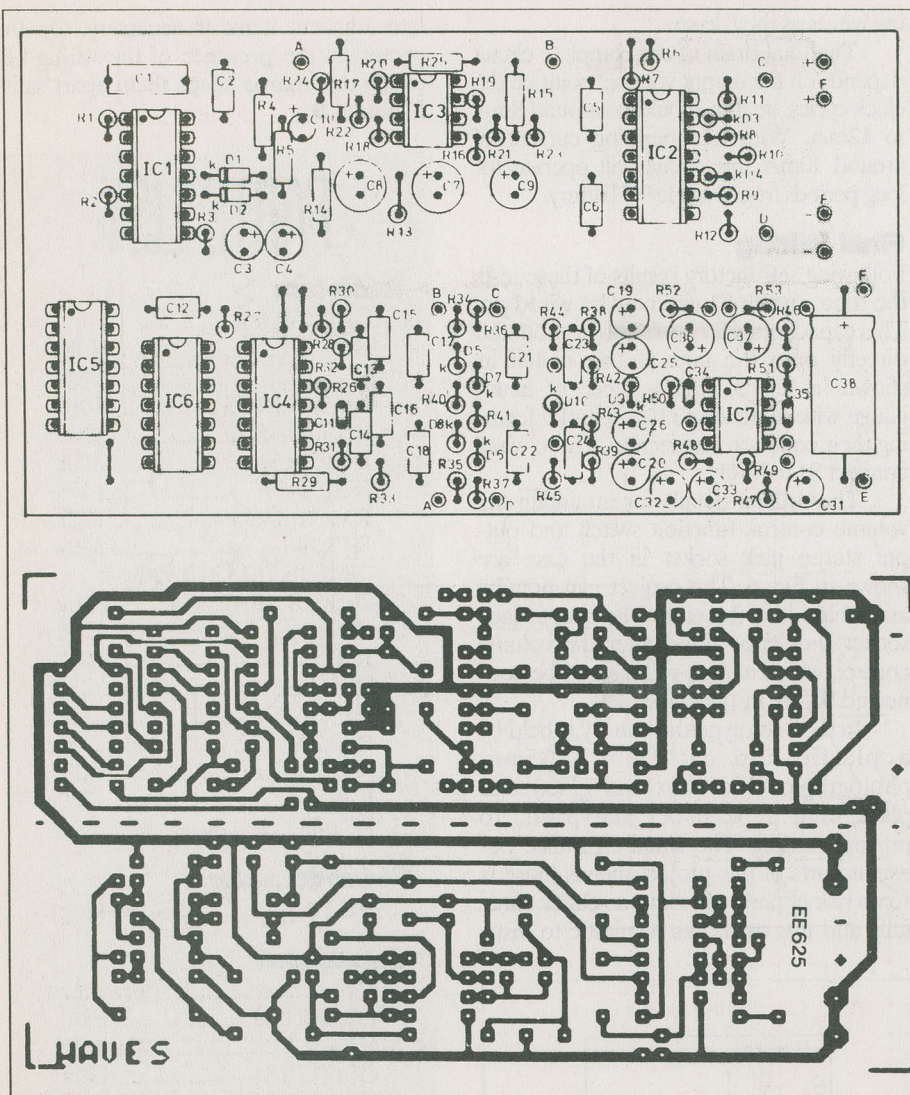 A
B
C
C1
C2
R4
R24
R17
R20
R25
R19
R15
C5
R6
R7
R11
R1
IC1
R5
C10
R22
R18
IC3
R16
R21
R23
IC2
kD3
R8
R10
kD4
R9
k
D1
k
D2
R2
R3
R14
C8
R13
C7
C9
C6
R12
D
C3
C4
E
F
C12
R27
R30
R28
R32
R26
C15
C13
B
R34
C
R36
C17
D5
k
D7
k
C21
R44
C23
R38
C19
R52
R53
R46
C36
C37
C25
R51
C34
C35
C38
IC5
IC6
IC4
IC7
C11
R31
C14
C16
R40
D8k
R41
k
D6
C18
R35
C22
R42
D10
D9
R50
R43
C26
C24
R39
C20
R48
R49
R29
R33
A
R37
D
R45
C32
C33
R47
C31
E
EE625
WAVES